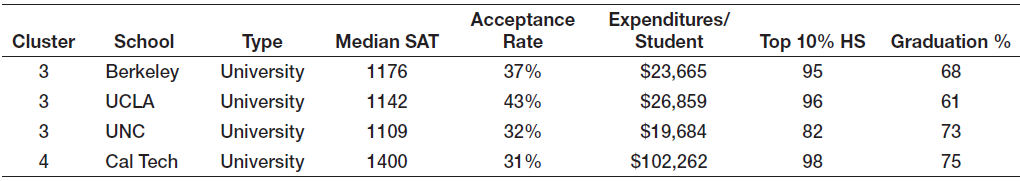 Cluster School Type Median SAT Acceptance Rate Expenditures/ Student Top 10% HS Graduation %
3 Berkeley University 1176 37% $23,665 95 68
3 UCLA University 1142 43% $26,859 96 61
3 UNC University 1109 32% $19,684 82 73
4 Cal Tech University 1400 31% $102,262 98 75